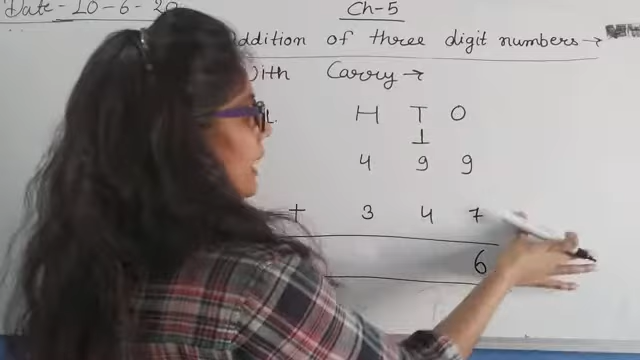 Date - 10-6-20
Ch-5
Addition of three digit numbers →
With Carry →
H T O
1
4 9 9
+ 3 4 7
6